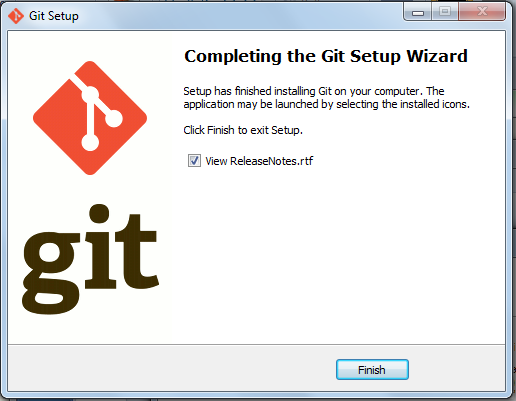 Git Setup
Completing the Git Setup Wizard
Setup has finished installing Git on your computer. The
application may be launched by selecting the installed icons.
Click Finish to exit Setup.
View ReleaseNotes.rtf
git
Finish